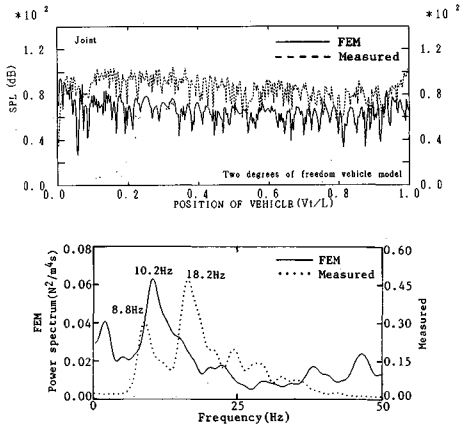 * 10 ² * 10 ²
Joint
FEM
Measured
1.2 1.2
0.8 0.8
0.4 0.4
0.0 0.0
SPL (dB)
Two degrees of freedom vehicle model
0.0 0.2 0.4 0.6 0.8 1.0
POSITION OF VEHICLE(Vt/L)
0.08 0.60
0.06 0.45
0.04 0.30
0.02 0.15
0.00 0.00
FEM
Power spectrum(N²/m⁴s)
Measured
FEM
Measured
10.2Hz
18.2Hz
8.8Hz
0 25 50
Frequency(Hz)